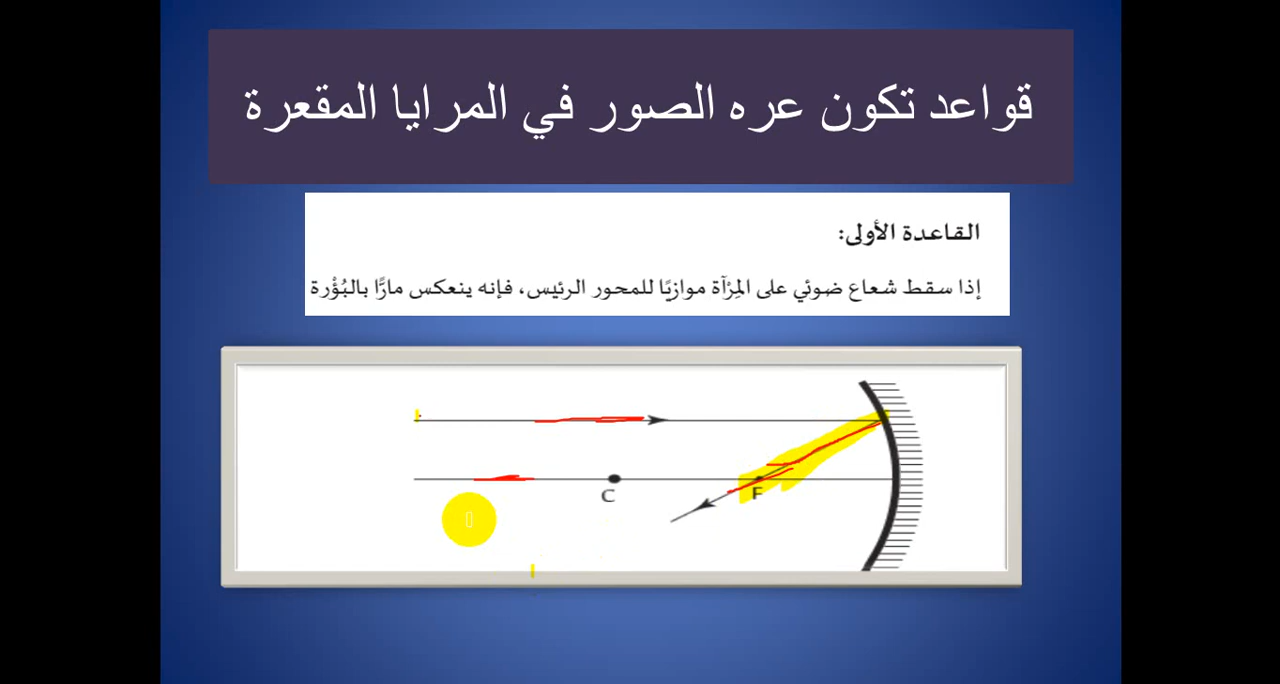 قواعد تكون عره الصور في المرايا المقعرة
القاعدة الأولى:
إذا سقط شعاع ضوئي على المِرْآة موازيًا للمحور الرئيس، فإنه ينعكس مارًّا بالبُؤْرة
C
F